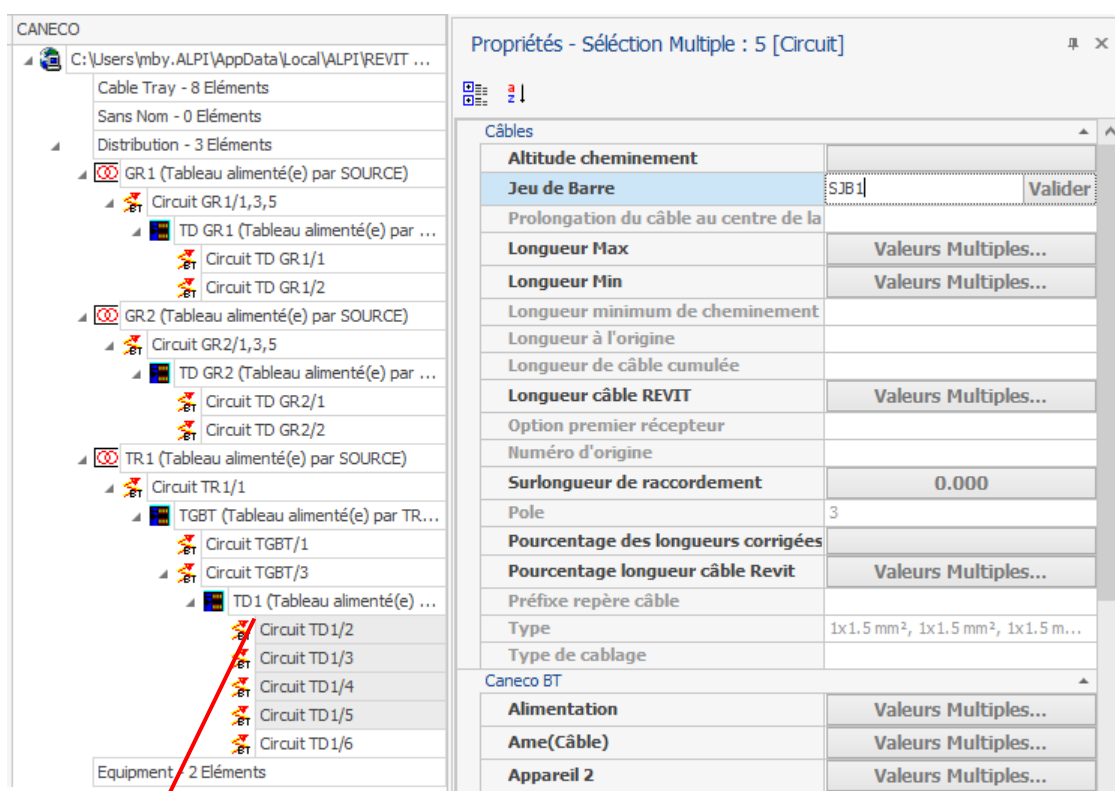 CANECO
C:\Users\mby.ALPI\AppData\Local\ALPI\REVIT ...
Cable Tray - 8 Eléments
Sans Nom - 0 Eléments
Distribution - 3 Eléments
GR1 (Tableau alimenté(e) par SOURCE)
Circuit GR1/1,3,5
TD GR1 (Tableau alimenté(e) par ...
Circuit TD GR1/1
Circuit TD GR1/2
GR2 (Tableau alimenté(e) par SOURCE)
Circuit GR2/1,3,5
TD GR2 (Tableau alimenté(e) par ...
Circuit TD GR2/1
Circuit TD GR2/2
TR1 (Tableau alimenté(e) par SOURCE)
Circuit TR1/1
TGBT (Tableau alimenté(e) par TR...
Circuit TGBT/1
Circuit TGBT/3
TD1 (Tableau alimenté(e) ...
Circuit TD1/2
Circuit TD1/3
Circuit TD1/4
Circuit TD1/5
Circuit TD1/6
Equipment - 2 Eléments
Propriétés - Séléction Multiple : 5 [Circuit]
Câbles
Altitude cheminement
Jeu de Barre SJB1 Valider
Prolongation du câble au centre de la
Longueur Max Valeurs Multiples...
Longueur Min Valeurs Multiples...
Longueur minimum de cheminement
Longueur à l'origine
Longueur de câble cumulée
Longueur câble REVIT Valeurs Multiples...
Option premier récepteur
Numéro d'origine
Surlongueur de raccordement 0.000
Pole 3
Pourcentage des longueurs corrigées
Pourcentage longueur câble Revit Valeurs Multiples...
Préfixe repère câble
Type 1x1.5 mm², 1x1.5 mm², 1x1.5 m...
Type de cablage
Caneco BT
Alimentation Valeurs Multiples...
Ame(Câble) Valeurs Multiples...
Appareil 2 Valeurs Multiples...